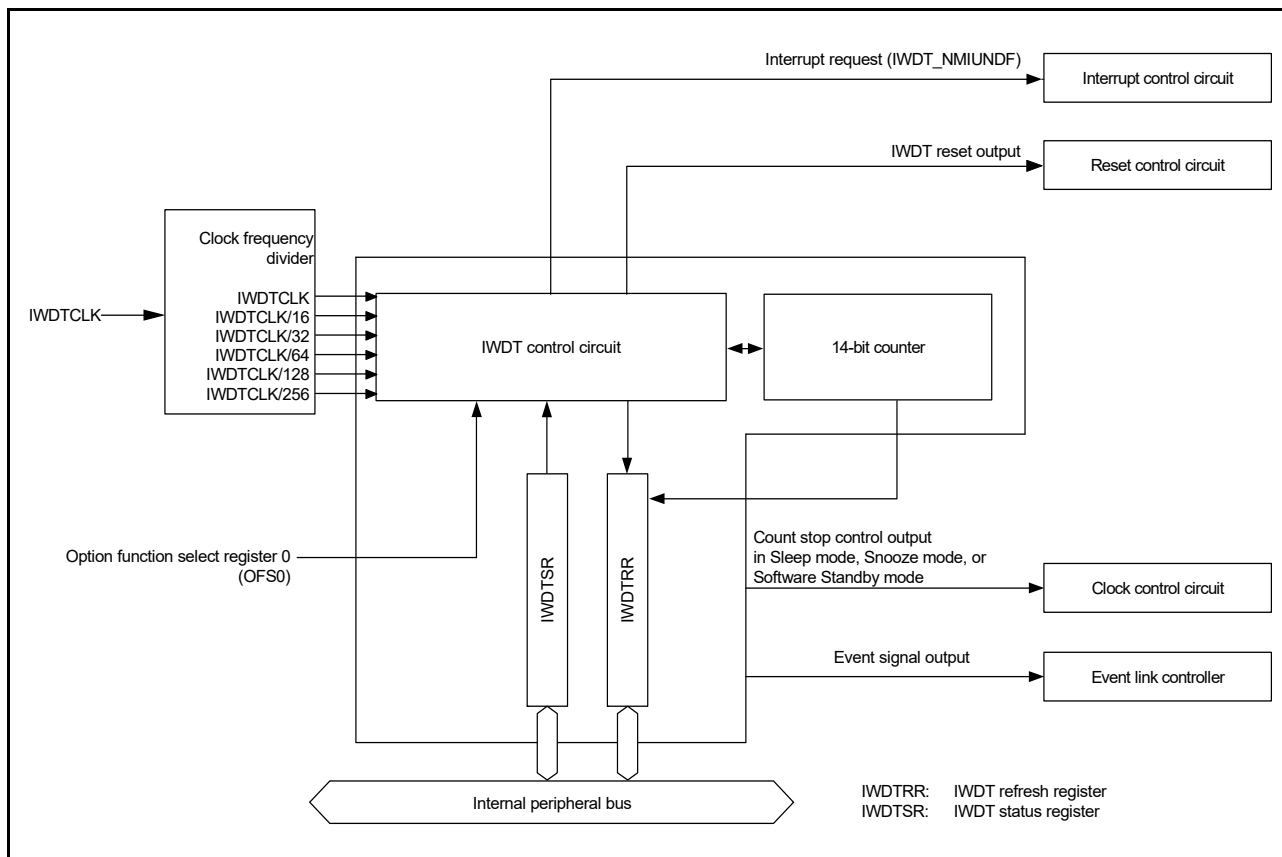 Interrupt request (IWDT_NMIUNDF)
Interrupt control circuit
IWDT reset output
Reset control circuit
Clock frequency
divider
IWDTCLK
IWDTCLK
IWDTCLK/16
IWDTCLK/32
IWDTCLK/64
IWDTCLK/128
IWDTCLK/256
IWDT control circuit
14-bit counter
Option function select register 0
(OFS0)
IWDTSR
IWDTRR
Count stop control output
in Sleep mode, Snooze mode, or
Software Standby mode
Clock control circuit
Event signal output
Event link controller
Internal peripheral bus
IWDTRR: IWDT refresh register
IWDTSR: IWDT status register